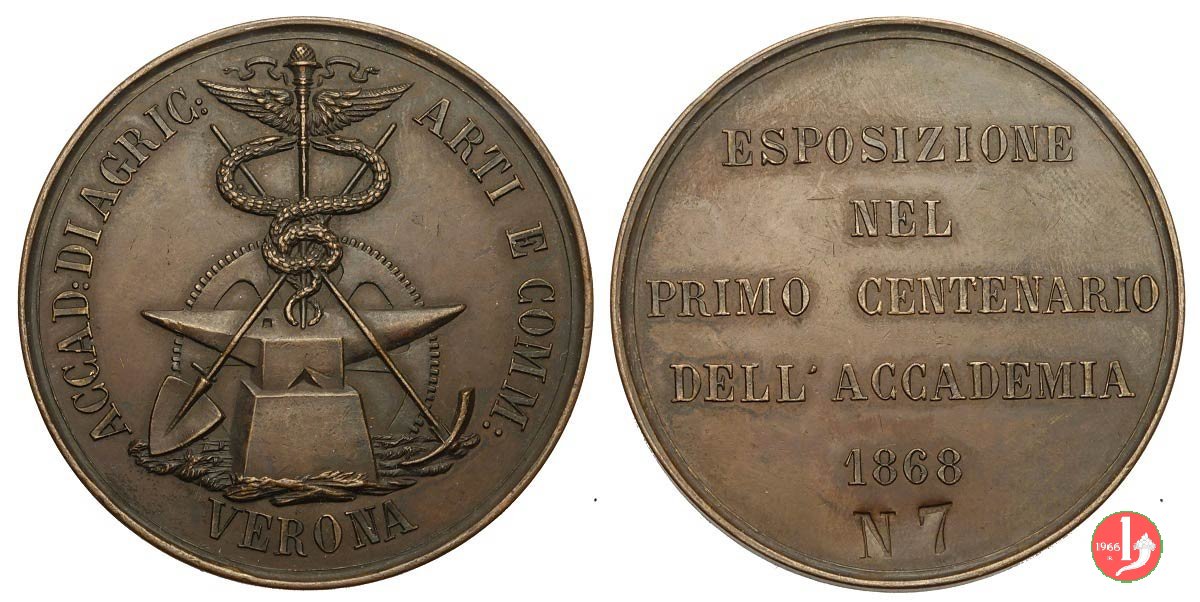 ACCAD: DI AGRIC: ARTI E COMM:
VERONA
ESPOSIZIONE
NEL
PRIMO CENTENARIO
DELL'ACCADEMIA
1868
N 7
1966